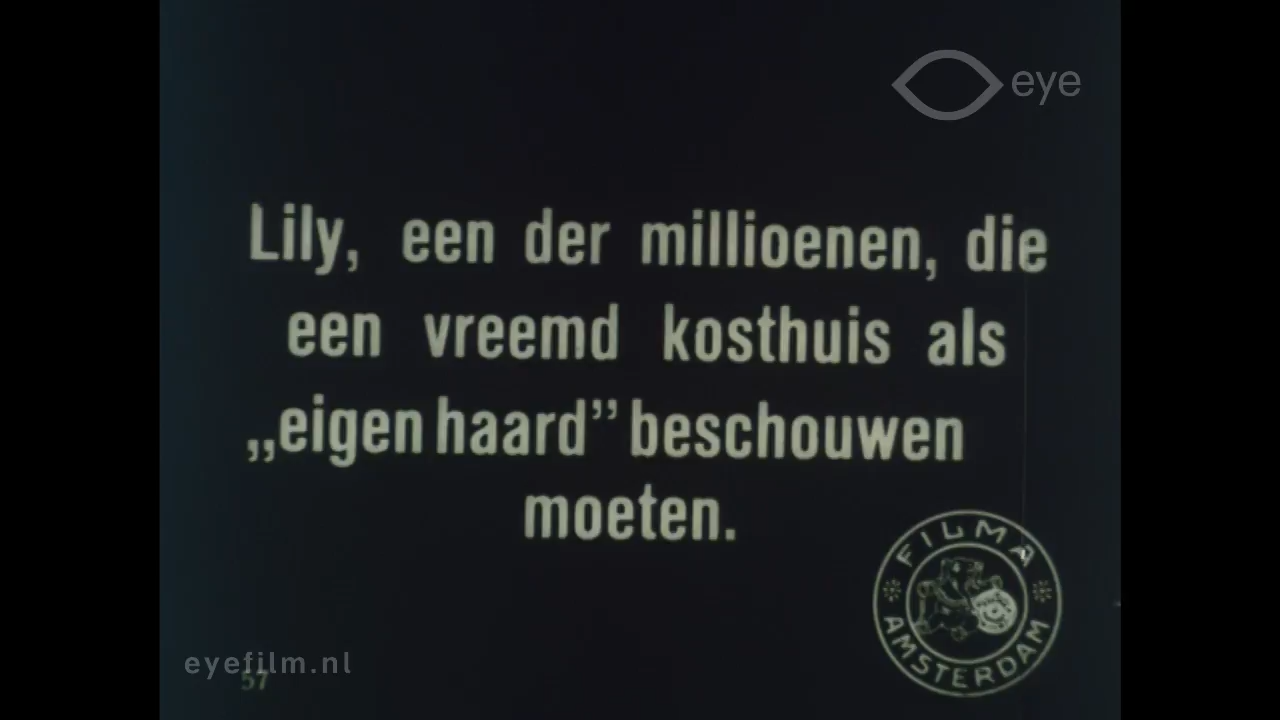 eye
Lily, een der millioenen, die
een vreemd kosthuis als
„eigen haard” beschouwen
moeten.
FILMA
AMSTERDAM
eyefilm.nl
57